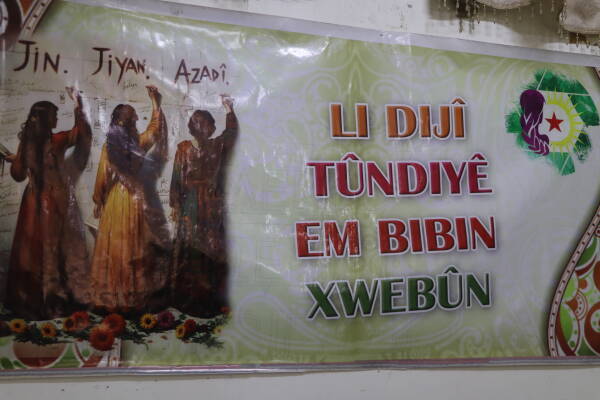 JIN. JIYAN. AZADÎ.
LI DIJÎ
TÛNDIYÊ
EM BIBIN
XWEBÛN